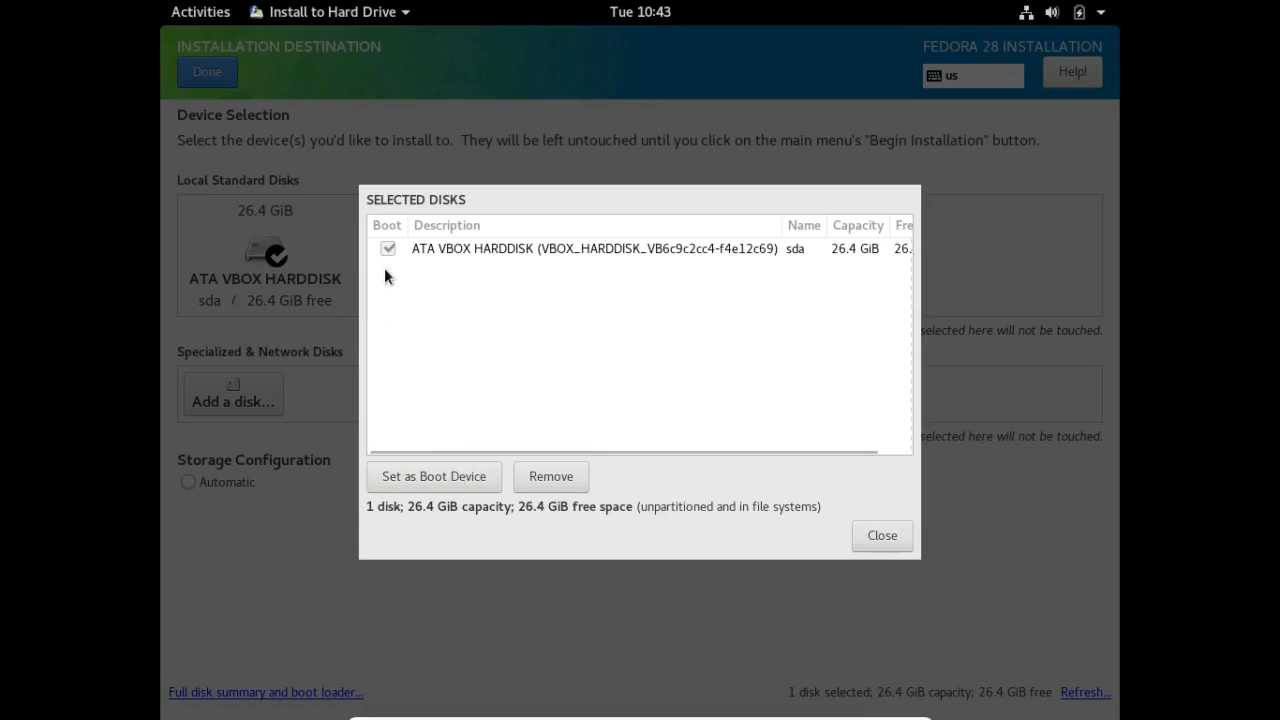 Activities Install to Hard Drive Tue 10:43
INSTALLATION DESTINATION FEDORA 28 INSTALLATION
Done us Help!
Device Selection
Select the device(s) you'd like to install to. They will be left untouched until you click on the main menu's "Begin Installation" button.
Local Standard Disks
26.4 GiB
ATA VBOX HARDDISK
sda / 26.4 GiB free
selected here will not be touched.
Specialized & Network Disks
Add a disk...
selected here will not be touched.
Storage Configuration
Automatic
SELECTED DISKS
Boot Description Name Capacity Fre
ATA VBOX HARDDISK (VBOX_HARDDISK_VB6c9c2cc4-f4e12c69) sda 26.4 GiB 26.
Set as Boot Device Remove
1 disk; 26.4 GiB capacity; 26.4 GiB free space (unpartitioned and in file systems)
Close
Full disk summary and boot loader... 1 disk selected; 26.4 GiB capacity; 26.4 GiB free Refresh...